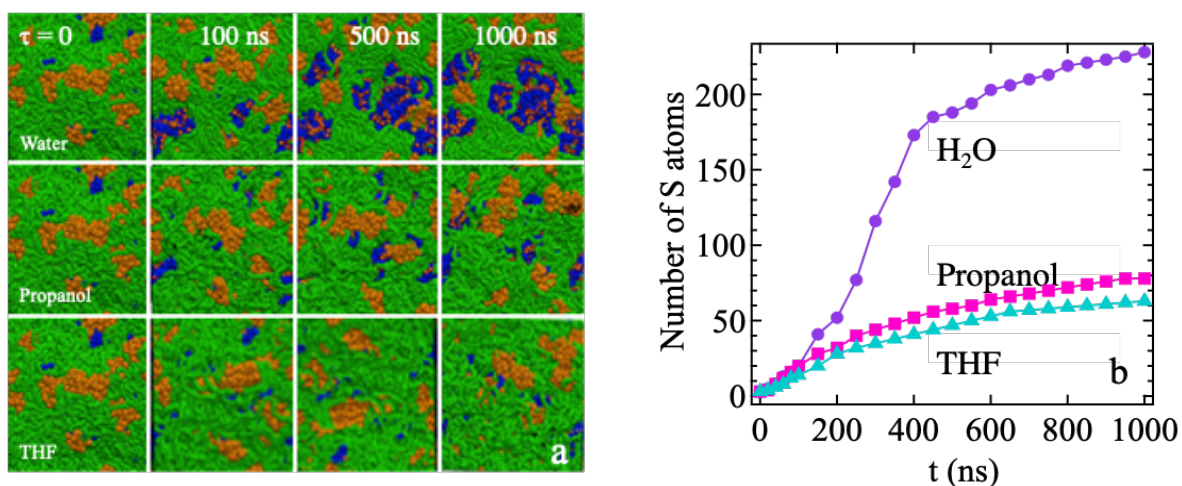 τ = 0 100 ns 500 ns 1000 ns
Water
Propanol
THF
a
Number of S atoms
200
150
100
50
0
H₂O
Propanol
THF
b
0 200 400 600 800 1000
t (ns)